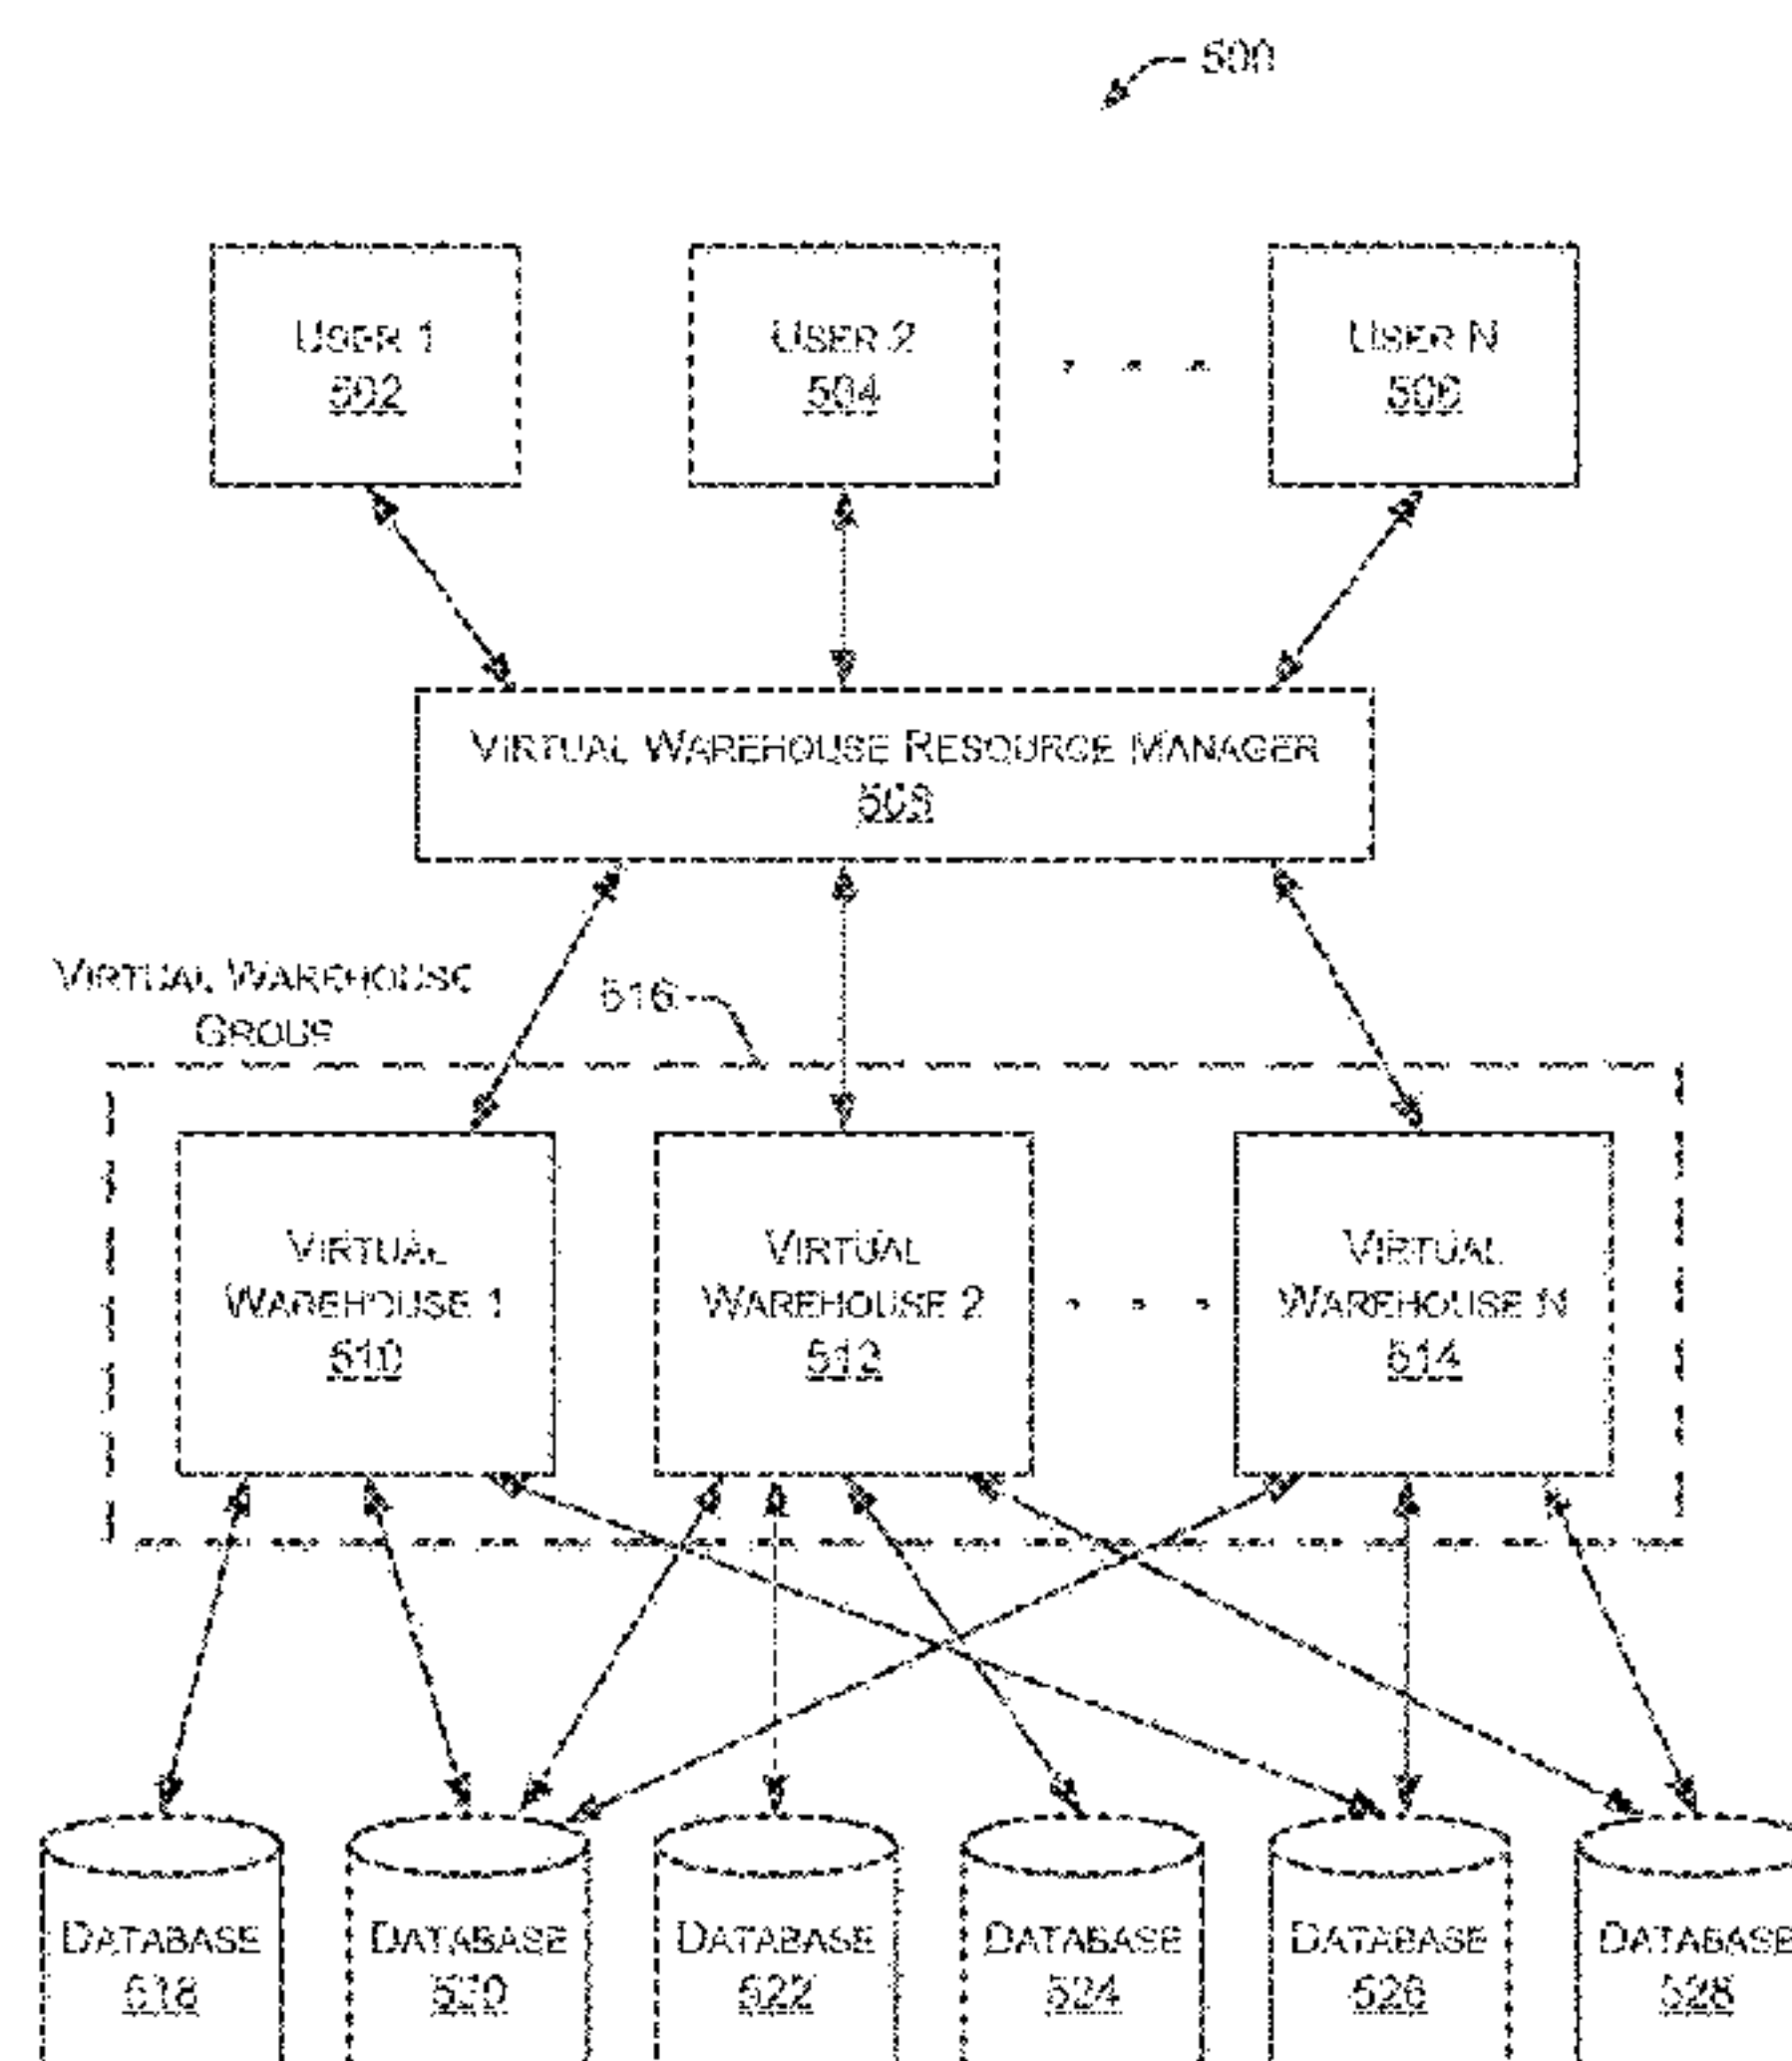 500
USER 1
502
USER 2
504
. . .
USER N
506
VIRTUAL WAREHOUSE RESOURCE MANAGER
508
VIRTUAL WAREHOUSE
GROUP
516
VIRTUAL
WAREHOUSE 1
510
VIRTUAL
WAREHOUSE 2
512
. . .
VIRTUAL
WAREHOUSE N
514
DATABASE
518
DATABASE
520
DATABASE
522
DATABASE
524
DATABASE
526
DATABASE
528